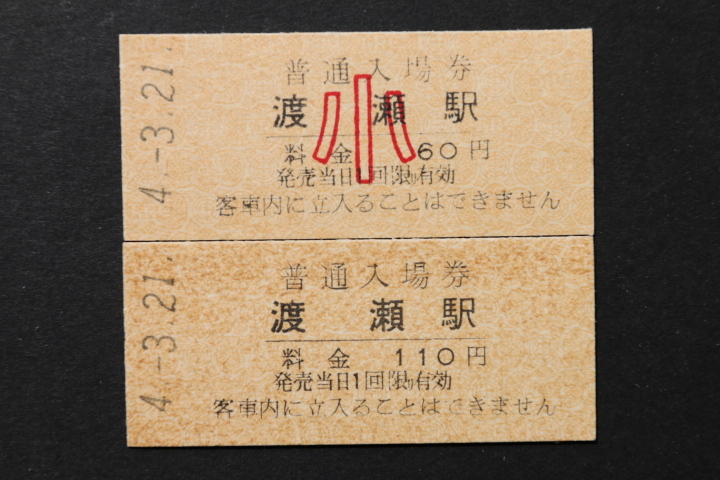 4-3.21.
普通入場券
小
渡瀬駅
料金 60円
発売当日1回限り有効
客車内に立入ることはできません
4-3.21.
普通入場券
渡瀬駅
料金 110円
発売当日1回限り有効
客車内に立入ることはできません